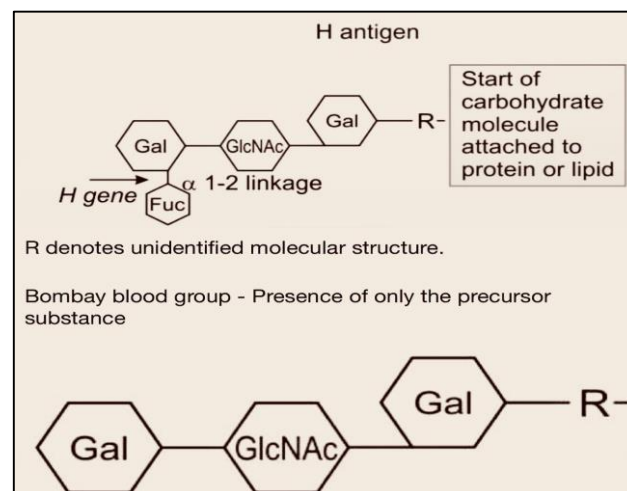 H antigen
Gal
GlcNAc
Gal
R
Start of
carbohydrate
molecule
attached to
protein or lipid
H gene
Fuc
α 1-2 linkage
R denotes unidentified molecular structure.
Bombay blood group - Presence of only the precursor
substance
Gal
GlcNAc
Gal
R